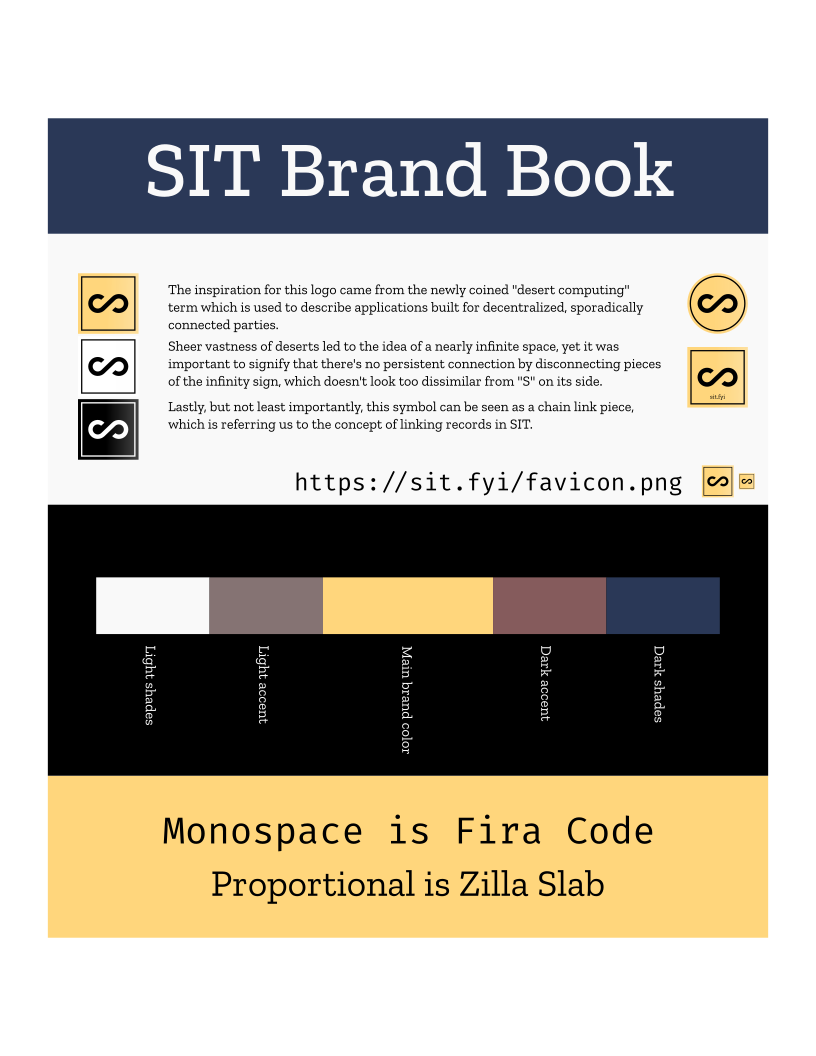 SIT Brand Book
The inspiration for this logo came from the newly coined "desert computing"
term which is used to describe applications built for decentralized, sporadically
connected parties.
Sheer vastness of deserts led to the idea of a nearly infinite space, yet it was
important to signify that there's no persistent connection by disconnecting pieces
of the infinity sign, which doesn't look too dissimilar from "S" on its side.
Lastly, but not least importantly, this symbol can be seen as a chain link piece,
which is referring us to the concept of linking records in SIT.
sit.fyi
https://sit.fyi/favicon.png
Light shades
Light accent
Main brand color
Dark accent
Dark shades
Monospace is Fira Code
Proportional is Zilla Slab